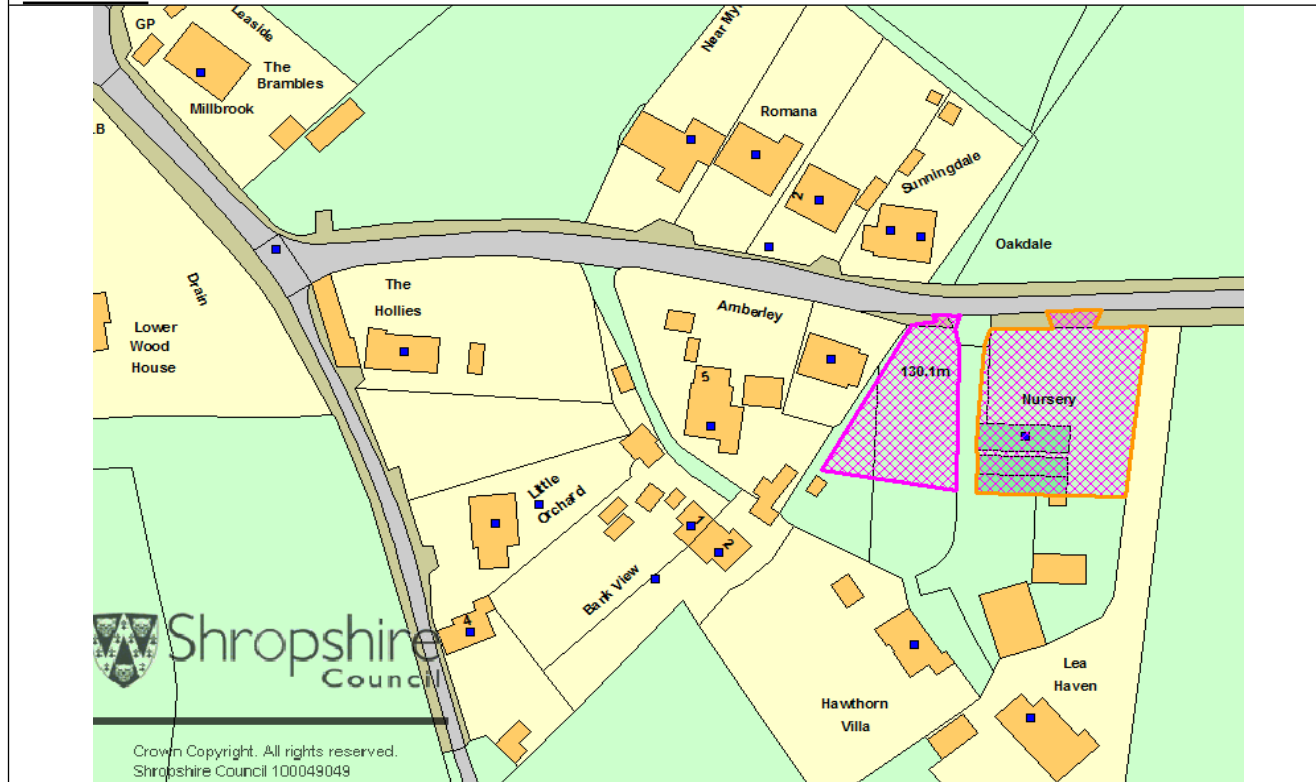 GP
Leaside
The
Brambles
Millbrook
LB
Near My
Romana
2
Sunningdale
Oakdale
Drain
The
Hollies
Amberley
Lower
Wood
House
5
130.1m
Nursery
Little
Orchard
1
2
Bank View
4
Shropshire
Council
Lea
Haven
Hawthorn
Villa
Crown Copyright. All rights reserved.
Shropshire Council 100049049